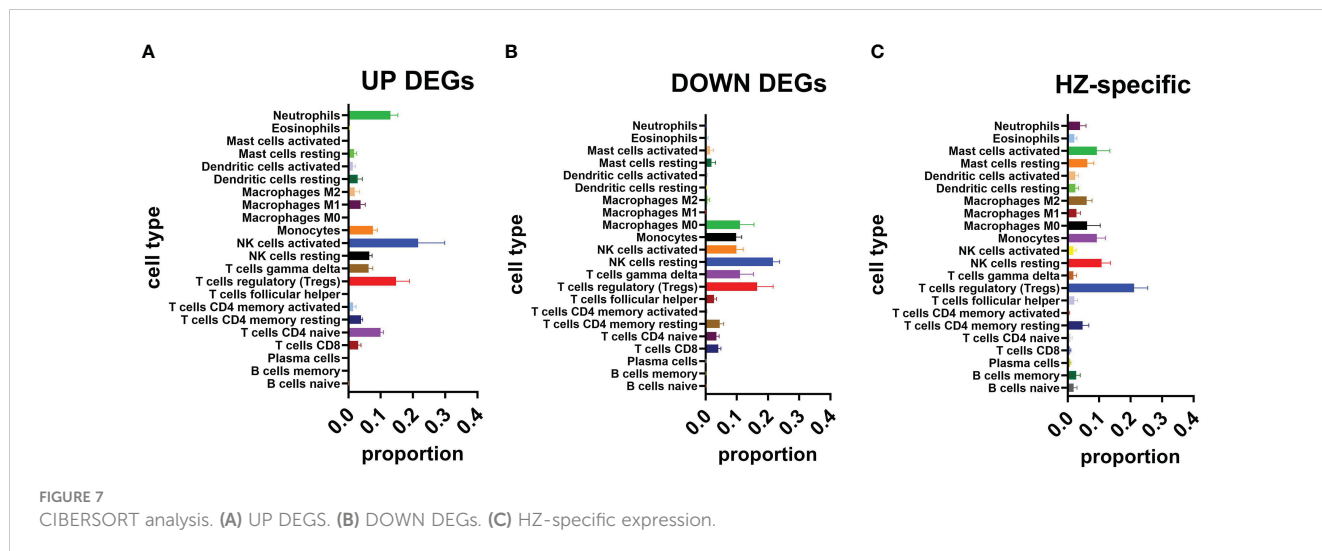 A
UP DEGs
cell type
Neutrophils
Eosinophils
Mast cells activated
Mast cells resting
Dendritic cells activated
Dendritic cells resting
Macrophages M2
Macrophages M1
Macrophages M0
Monocytes
NK cells activated
NK cells resting
T cells gamma delta
T cells regulatory (Tregs)
T cells follicular helper
T cells CD4 memory activated
T cells CD4 memory resting
T cells CD4 naive
T cells CD8
Plasma cells
B cells memory
B cells naive
0.0 0.1 0.2 0.3 0.4
proportion
B
DOWN DEGs
cell type
Neutrophils
Eosinophils
Mast cells activated
Mast cells resting
Dendritic cells activated
Dendritic cells resting
Macrophages M2
Macrophages M1
Macrophages M0
Monocytes
NK cells activated
NK cells resting
T cells gamma delta
T cells regulatory (Tregs)
T cells follicular helper
T cells CD4 memory activated
T cells CD4 memory resting
T cells CD4 naive
T cells CD8
Plasma cells
B cells memory
B cells naive
0.0 0.1 0.2 0.3 0.4
proportion
C
HZ-specific
cell type
Neutrophils
Eosinophils
Mast cells activated
Mast cells resting
Dendritic cells activated
Dendritic cells resting
Macrophages M2
Macrophages M1
Macrophages M0
Monocytes
NK cells activated
NK cells resting
T cells gamma delta
T cells regulatory (Tregs)
T cells follicular helper
T cells CD4 memory activated
T cells CD4 memory resting
T cells CD4 naive
T cells CD8
Plasma cells
B cells memory
B cells naive
0.0 0.1 0.2 0.3 0.4
proportion
FIGURE 7
CIBERSORT analysis. (A) UP DEGS. (B) DOWN DEGs. (C) HZ-specific expression.